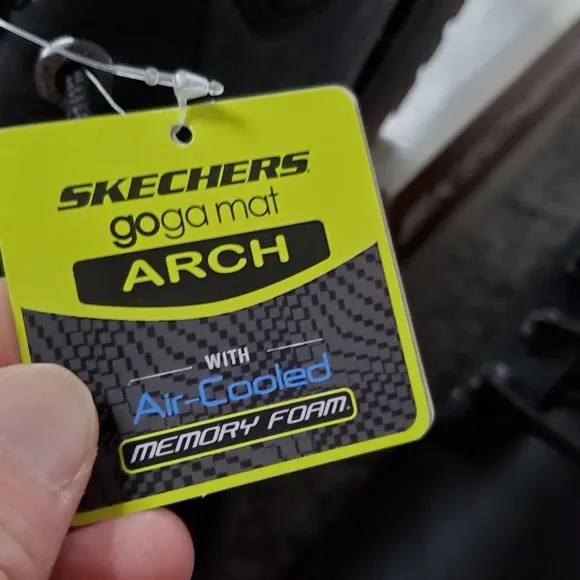 SKECHERS
goga mat
ARCH
WITH
Air-Cooled
MEMORY FOAM.